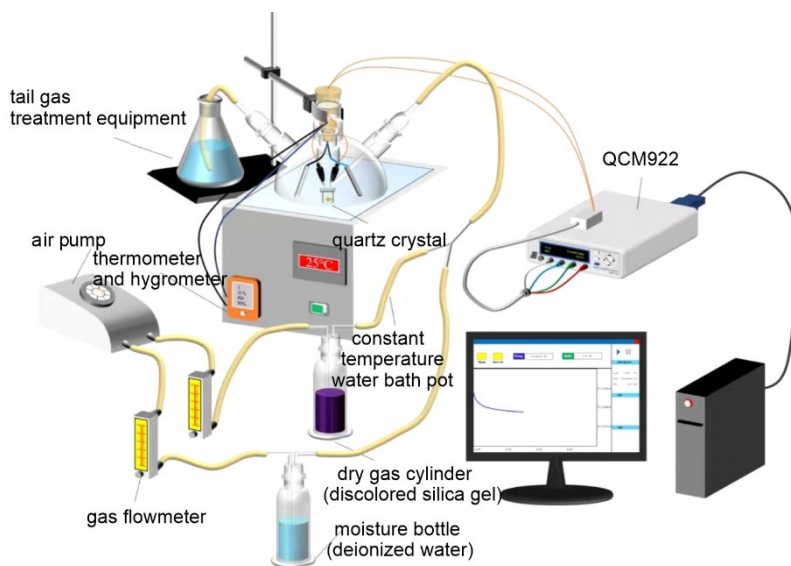 tail gas
treatment equipment
QCM922
air pump
quartz crystal
thermometer
and hygrometer
25°C
constant
temperature
water bath pot
dry gas cylinder
(discolored silica gel)
gas flowmeter
moisture bottle
(deionized water)